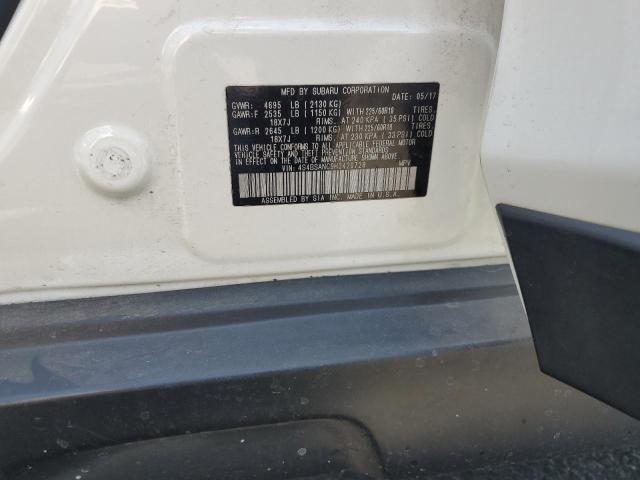 MFD BY SUBARU CORPORATION DATE: 05/17
GVWR: 4695 LB (2130 KG)
GAWR:F 2535 LB (1150 KG) WITH 225/60R18 TIRES,
18X7J RIMS, AT 240 KPA (35 PSI) COLD
GAWR:R 2645 LB (1200 KG) WITH 225/60R18 TIRES,
18X7J RIMS, AT 230 KPA (33 PSI) COLD
THIS VEHICLE CONFORMS TO ALL APPLICABLE FEDERAL MOTOR
VEHICLE SAFETY AND THEFT PREVENTION STANDARDS
IN EFFECT ON THE DATE OF MANUFACTURE SHOWN ABOVE.
VIN: MPV
ASSEMBLED BY SIA INC. MADE IN U.S.A.